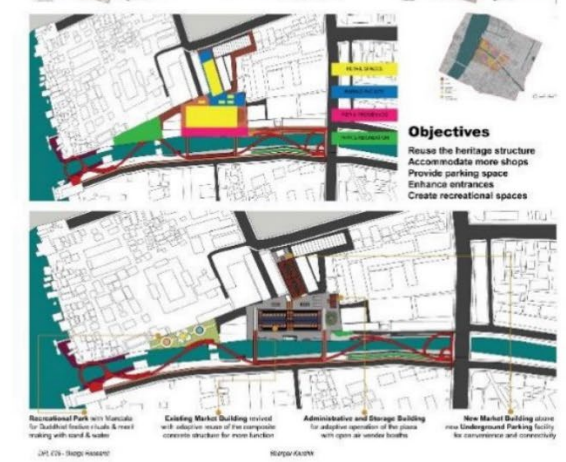 RETAIL SPACES
PARK & RECREATION
Objectives
Reuse the heritage structure
Accommodate more shops
Provide parking space
Enhance entrances
Create recreational spaces
Recreational Park with Mandala
for Buddhist festive rituals & merit
making with sand & water
Existing Market Building revived
with adaptive reuse of the composite
concrete structure for more function
Administrative and Storage Building
for adaptive operation of the plaza
with open air vendor booths
New Market Building above
new Underground Parking facility
for convenience and connectivity